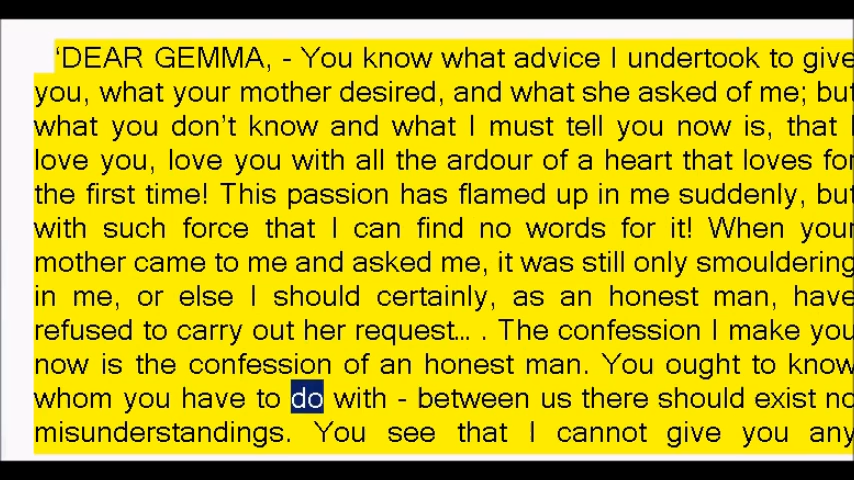 ‘DEAR GEMMA, - You know what advice I undertook to give
you, what your mother desired, and what she asked of me; but
what you don’t know and what I must tell you now is, that I
love you, love you with all the ardour of a heart that loves for
the first time! This passion has flamed up in me suddenly, but
with such force that I can find no words for it! When your
mother came to me and asked me, it was still only smouldering
in me, or else I should certainly, as an honest man, have
refused to carry out her request... . The confession I make you
now is the confession of an honest man. You ought to know
whom you have to do with - between us there should exist no
misunderstandings. You see that I cannot give you any